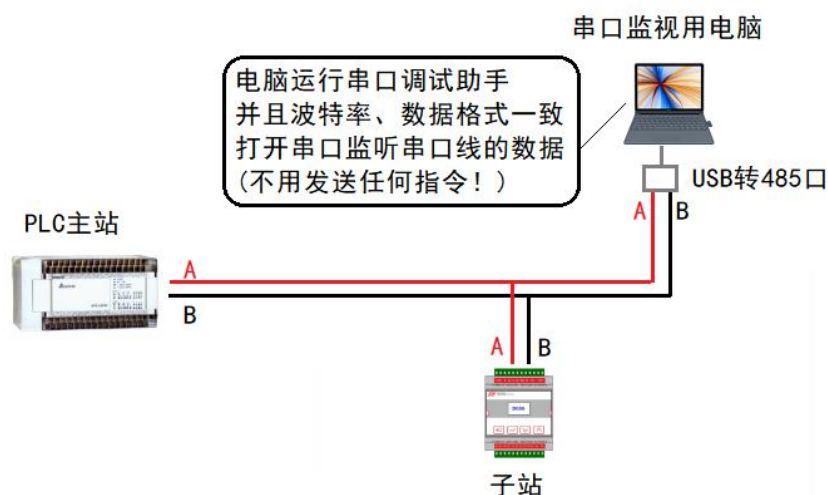 串口监视用电脑
电脑运行串口调试助手
并且波特率、数据格式一致
打开串口监听串口线的数据
(不用发送任何指令！)
USB转485口
A
B
PLC主站
A
B
A
B
子站